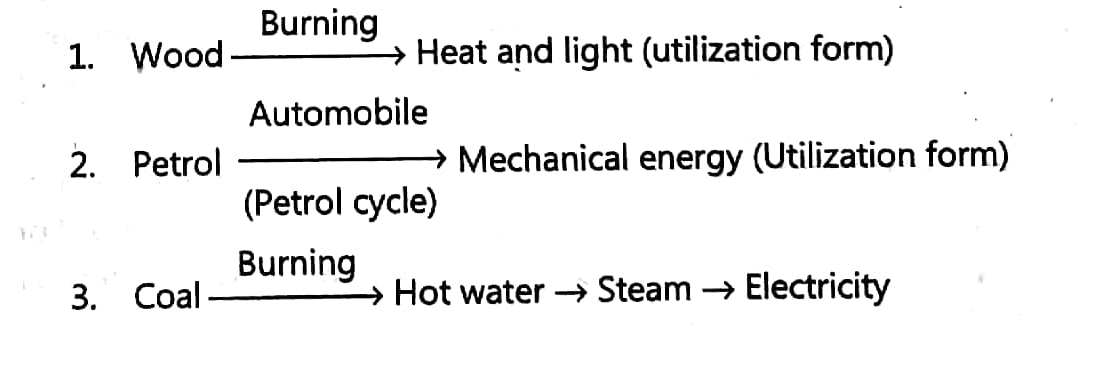 Burning
1. Wood → Heat and light (utilization form)
Automobile
2. Petrol → Mechanical energy (Utilization form)
(Petrol cycle)
Burning
3. Coal → Hot water → Steam → Electricity